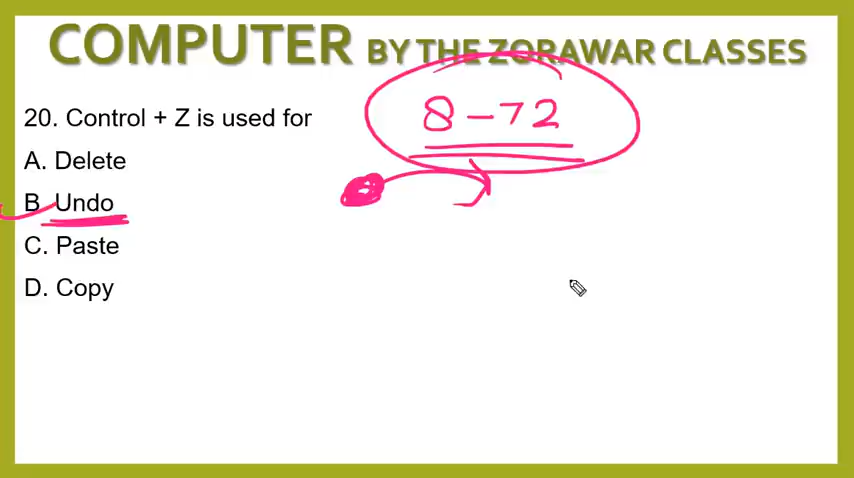 COMPUTER BY THE ZORAWAR CLASSES
20. Control + Z is used for
8-72
A. Delete
B. Undo
C. Paste
D. Copy